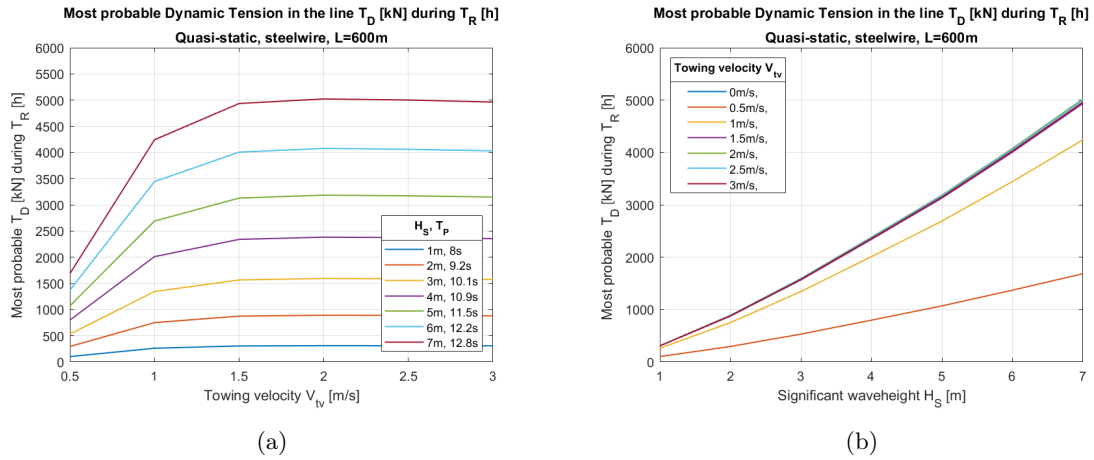 Most probable Dynamic Tension in the line T_D [kN] during T_R [h]
Quasi-static, steelwire, L=600m
Most probable T_D [kN] during T_R [h]
6000
5500
5000
4500
4000
3500
3000
2500
2000
1500
1000
500
0
0.5
1
1.5
2
2.5
3
Towing velocity V_tv [m/s]
H_S, T_P
1m, 8s
2m, 9.2s
3m, 10.1s
4m, 10.9s
5m, 11.5s
6m, 12.2s
7m, 12.8s
(a)
Most probable Dynamic Tension in the line T_D [kN] during T_R [h]
Quasi-static, steelwire, L=600m
Most probable T_D [kN] during T_R [h]
6000
5000
4000
3000
2000
1000
0
1
2
3
4
5
6
7
Significant waveheight H_S [m]
Towing velocity V_tv
0m/s,
0.5m/s,
1m/s,
1.5m/s,
2m/s,
2.5m/s,
3m/s,
(b)